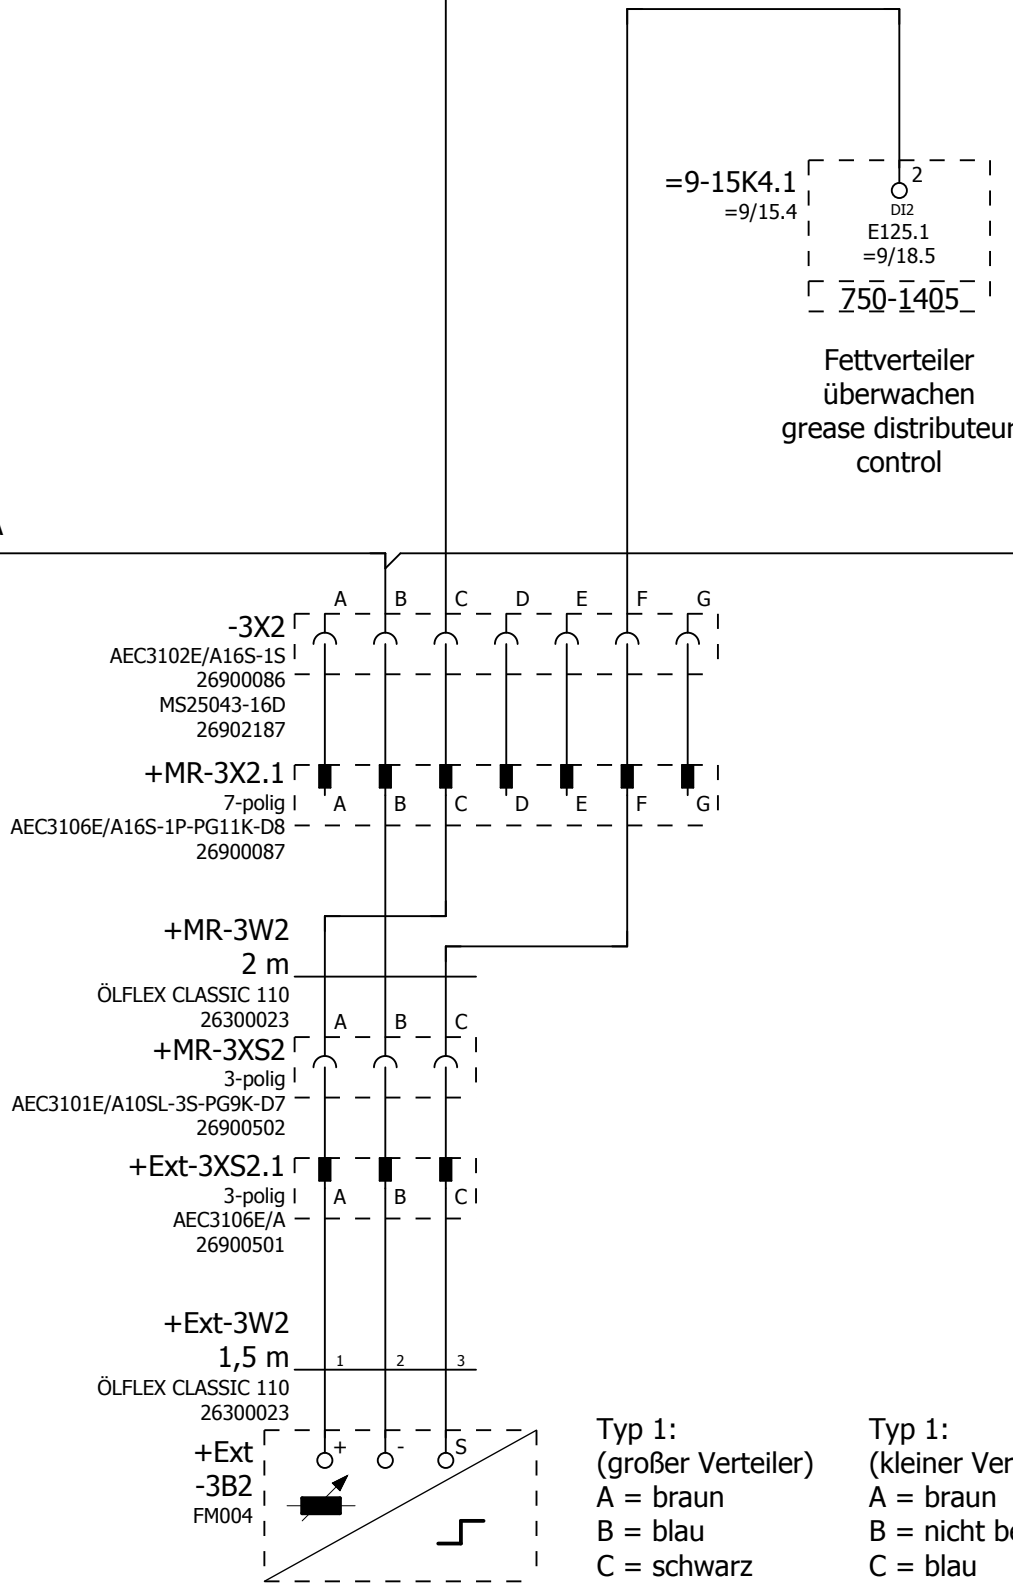 =9-15K4.1
=9/15.4
2
DI2
E125.1
=9/18.5
750-1405
Fettverteiler
überwachen
grease distributeur
control
A B C D E F G
-3X2
AEC3102E/A16S-1S
26900086
MS25043-16D
26902187
+MR-3X2.1
7-polig
A B C D E F G
AEC3106E/A16S-1P-PG11K-D8
26900087
+MR-3W2
2 m
ÖLFLEX CLASSIC 110
26300023
A B C
+MR-3XS2
3-polig
AEC3101E/A10SL-3S-PG9K-D7
26900502
+Ext-3XS2.1
3-polig
A B C
AEC3106E/A
26900501
+Ext-3W2
1,5 m
1 2 3
ÖLFLEX CLASSIC 110
26300023
+Ext
-3B2
FM004
+ - S
Typ 1:
(großer Verteiler)
A = braun
B = blau
C = schwarz
Typ 1:
(kleiner Ver
A = braun
B = nicht be
C = blau